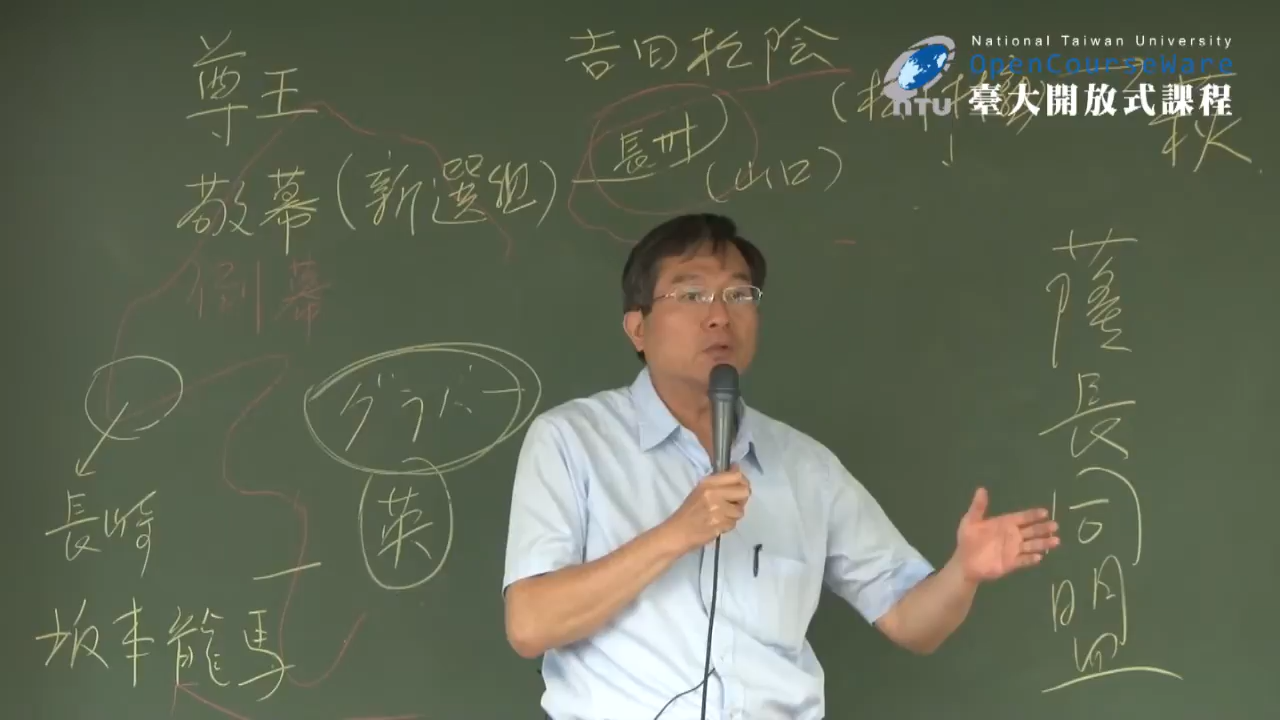 National Taiwan University
OpenCourseWare
臺大開放式課程
NTU
吉田松陰
尊王
長州
萩
(山口)
敬幕(新選組)
倒幕
グラバー
英
長崎
坂本龍馬
薩長同盟